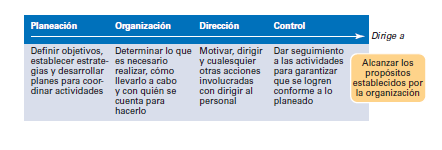 Planeación
Definir objetivos,
establecer estrate-
gias y desarrollar
planes para coor-
dinar actividades
Organización
Determinar lo que
es necesario
realizar, cómo
llevarlo a cabo
y con quién se
cuenta para
hacerlo
Dirección
Motivar, dirigir
y cualesquier
otras acciones
involucradas
con dirigir al
personal
Control
Dar seguimiento
a las actividades
para garantizar
que se logren
conforme a lo
planeado
Dirige a
Alcanzar los
propósitos
establecidos por
la organización